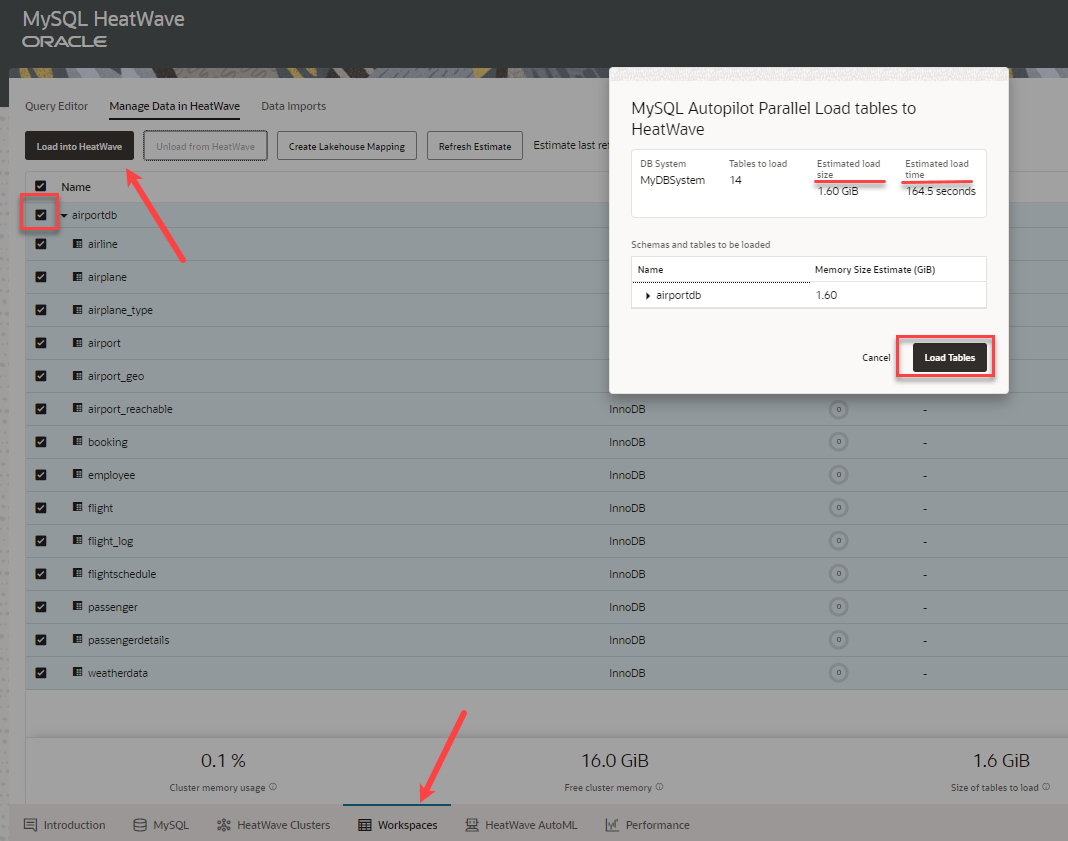 MySQL HeatWave
ORACLE
Query Editor Manage Data in HeatWave Data Imports
Load into HeatWave Unload from HeatWave Create Lakehouse Mapping Refresh Estimate Estimate last
Name
airportdb
airline
airplane
airplane_type
airport
airport_geo
airport_reachable InnoDB 0 -
booking InnoDB 0 -
employee InnoDB 0 -
flight InnoDB 0 -
flight_log InnoDB 0 -
flightschedule InnoDB 0 -
passenger InnoDB 0 -
passengerdetails InnoDB 0 -
weatherdata InnoDB 0 -
MySQL Autopilot Parallel Load tables to
HeatWave
DB System Tables to load Estimated load size Estimated load time
MyDBSystem 14 1.60 GiB 164.5 seconds
Schemas and tables to be loaded
Name Memory Size Estimate (GiB)
airportdb 1.60
Cancel Load Tables
0.1 % 16.0 GiB 1.6 GiB
Cluster memory usage Free cluster memory Size of tables to load
Introduction MySQL HeatWave Clusters Workspaces HeatWave AutoML Performance